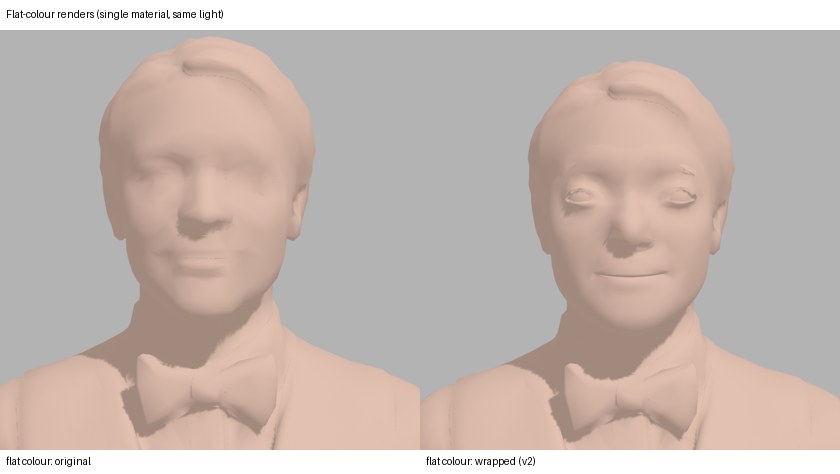 Flat-colour renders (single material, same light)
flat colour: original
flat colour: wrapped (v2)